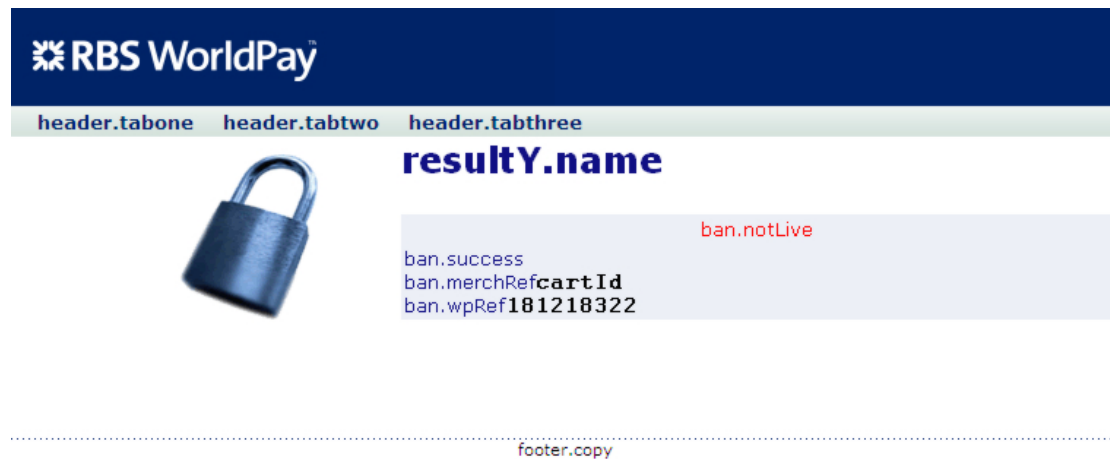 RBS WorldPay™
header.tabone header.tabtwo header.tabthree
resultY.name
ban.notLive
ban.success
ban.merchRefcartId
ban.wpRef181218322
footer.copy